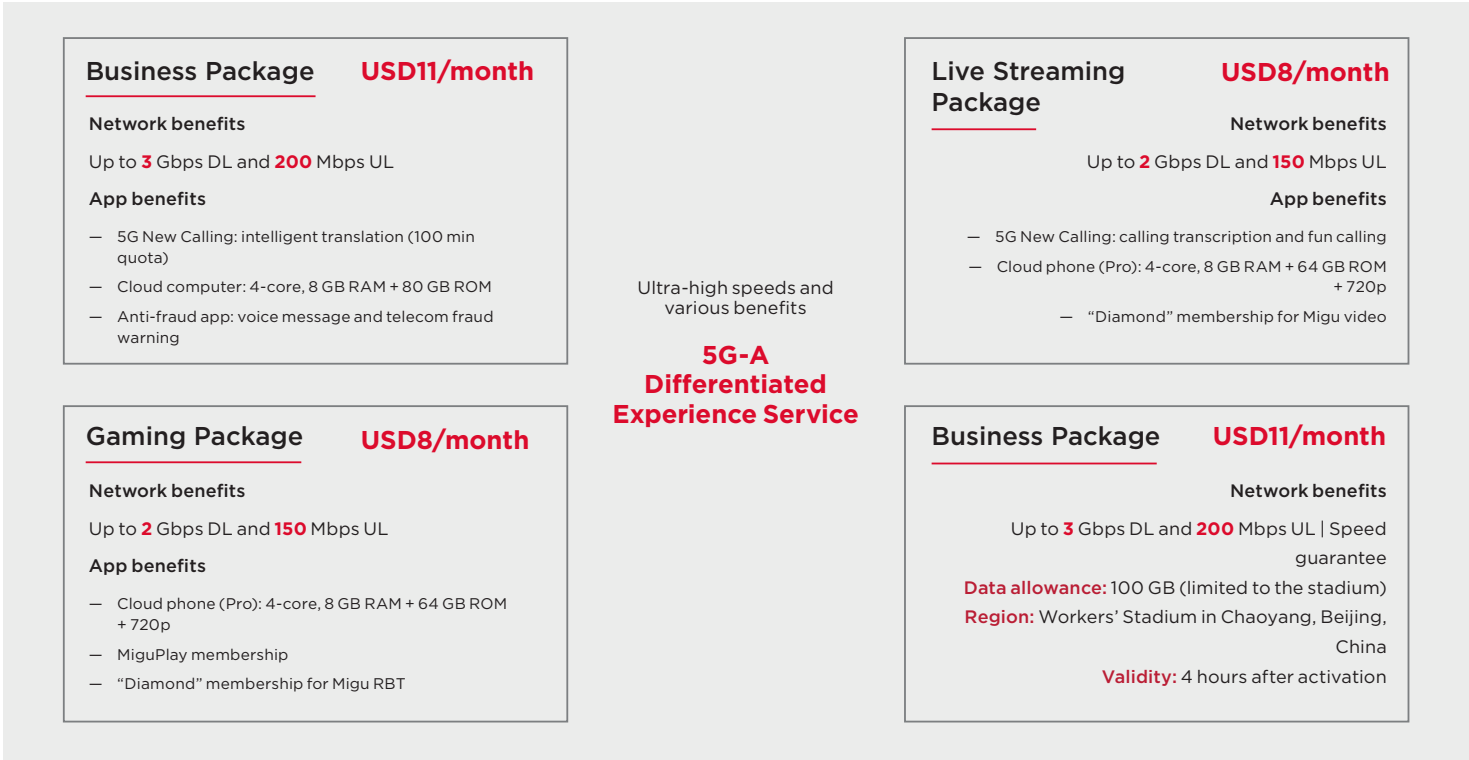 Business Package
USD11/month
Network benefits
Up to 3 Gbps DL and 200 Mbps UL
App benefits
— 5G New Calling: intelligent translation (100 min
quota)
— Cloud computer: 4-core, 8 GB RAM + 80 GB ROM
— Anti-fraud app: voice message and telecom fraud
warning
Gaming Package
USD8/month
Network benefits
Up to 2 Gbps DL and 150 Mbps UL
App benefits
— Cloud phone (Pro): 4-core, 8 GB RAM + 64 GB ROM
+ 720p
— MiguPlay membership
— “Diamond” membership for Migu RBT
Ultra-high speeds and
various benefits
5G-A
Differentiated
Experience Service
Live Streaming
Package
USD8/month
Network benefits
Up to 2 Gbps DL and 150 Mbps UL
App benefits
— 5G New Calling: calling transcription and fun calling
— Cloud phone (Pro): 4-core, 8 GB RAM + 64 GB ROM
+ 720p
— “Diamond” membership for Migu video
Business Package
USD11/month
Network benefits
Up to 3 Gbps DL and 200 Mbps UL | Speed
guarantee
Data allowance: 100 GB (limited to the stadium)
Region: Workers’ Stadium in Chaoyang, Beijing,
China
Validity: 4 hours after activation